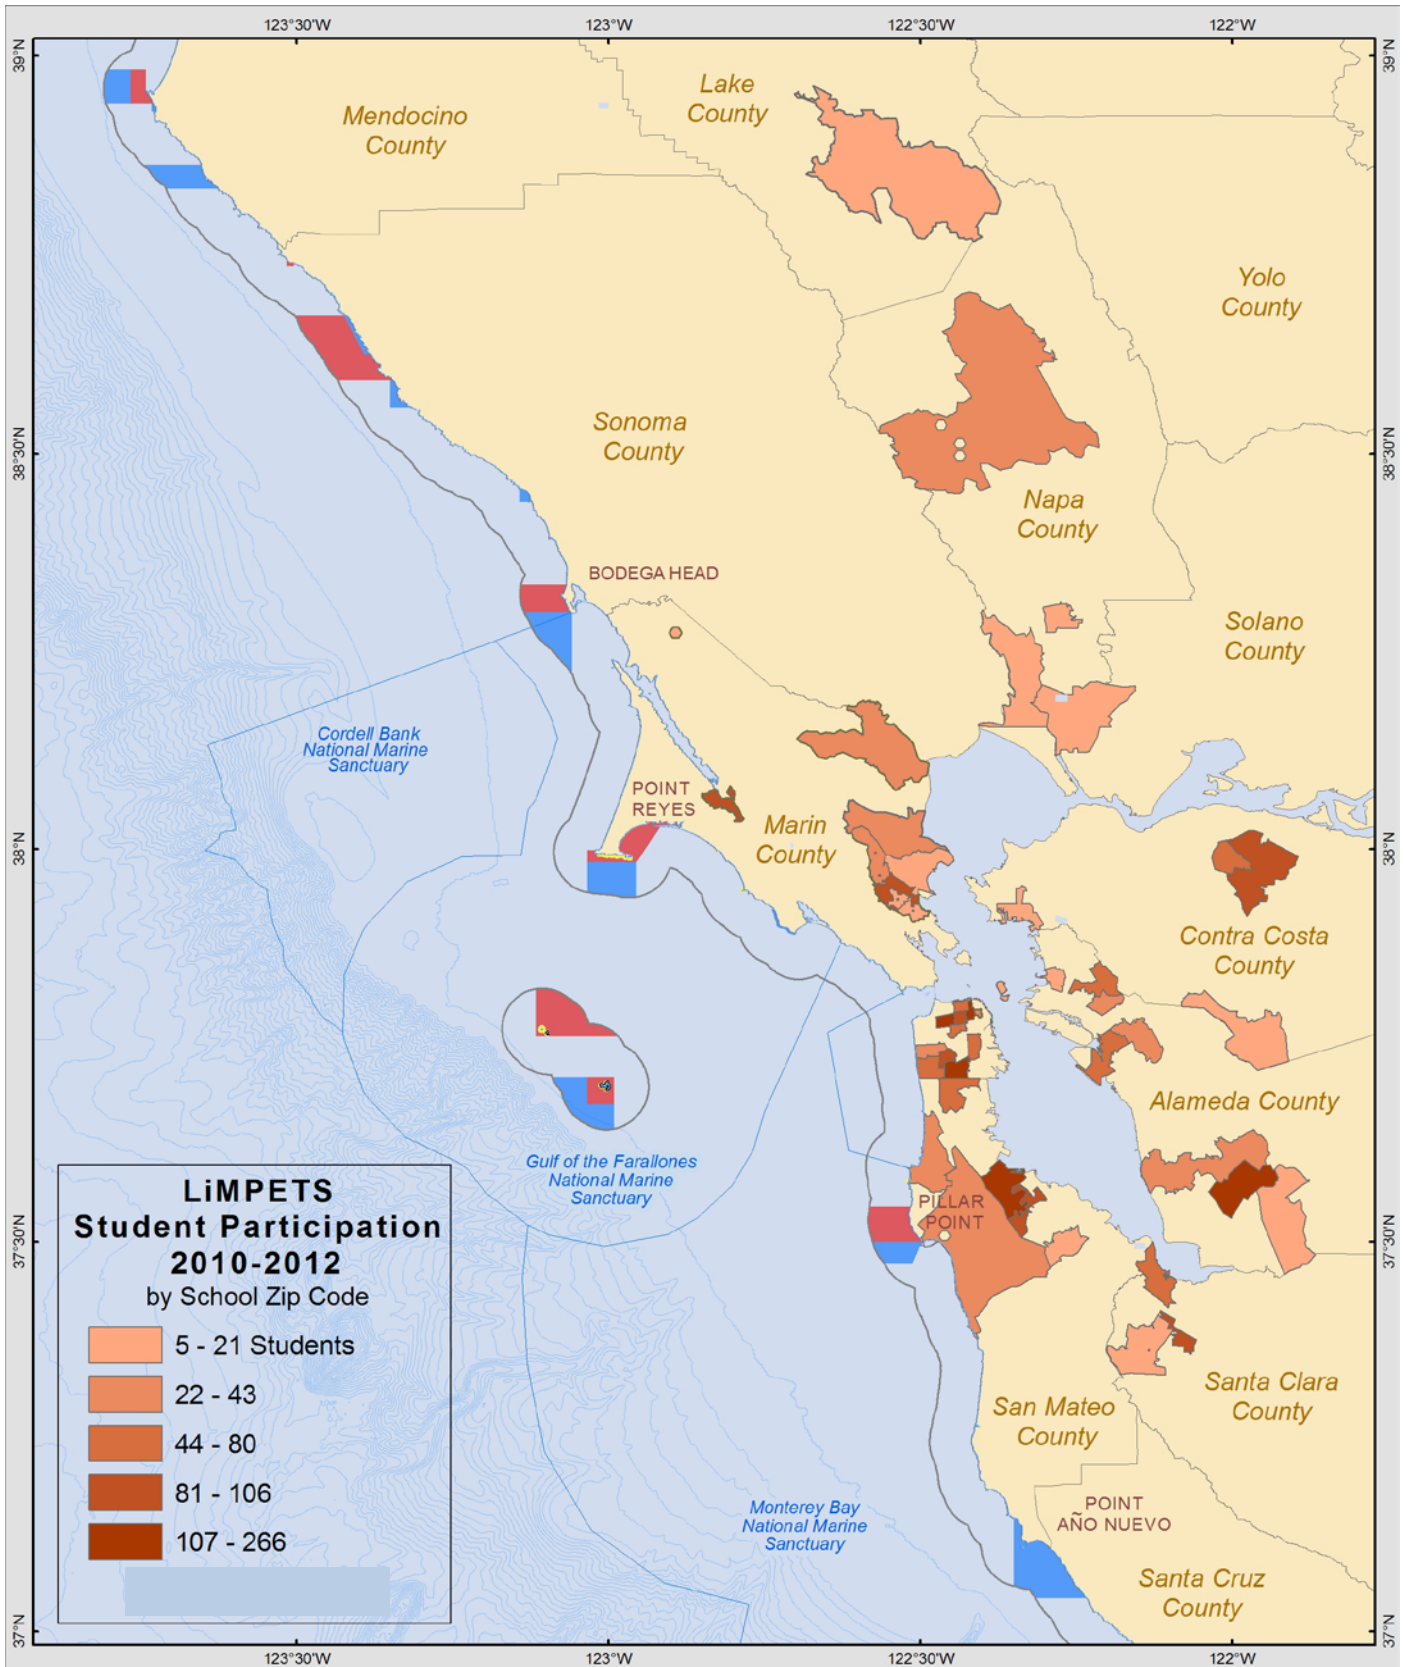 123°30'W
123°W
122°30'W
122°W
39°N
39°N
Lake
County
Mendocino
County
Yolo
County
Sonoma
County
38°30'N
38°30'N
Napa
County
BODEGA HEAD
Solano
County
Cordell Bank
National Marine
Sanctuary
POINT
REYES
Marin
County
38°N
38°N
Contra Costa
County
Alameda County
Gulf of the Farallones
National Marine
Sanctuary
PILLAR
POINT
37°30'N
37°30'N
LiMPETS
Student Participation
2010-2012
by School Zip Code
5 - 21 Students
22 - 43
44 - 80
81 - 106
107 - 266
Santa Clara
County
San Mateo
County
Monterey Bay
National Marine
Sanctuary
POINT
AÑO NUEVO
Santa Cruz
County
37°N
37°N
123°30'W
123°W
122°30'W
122°W